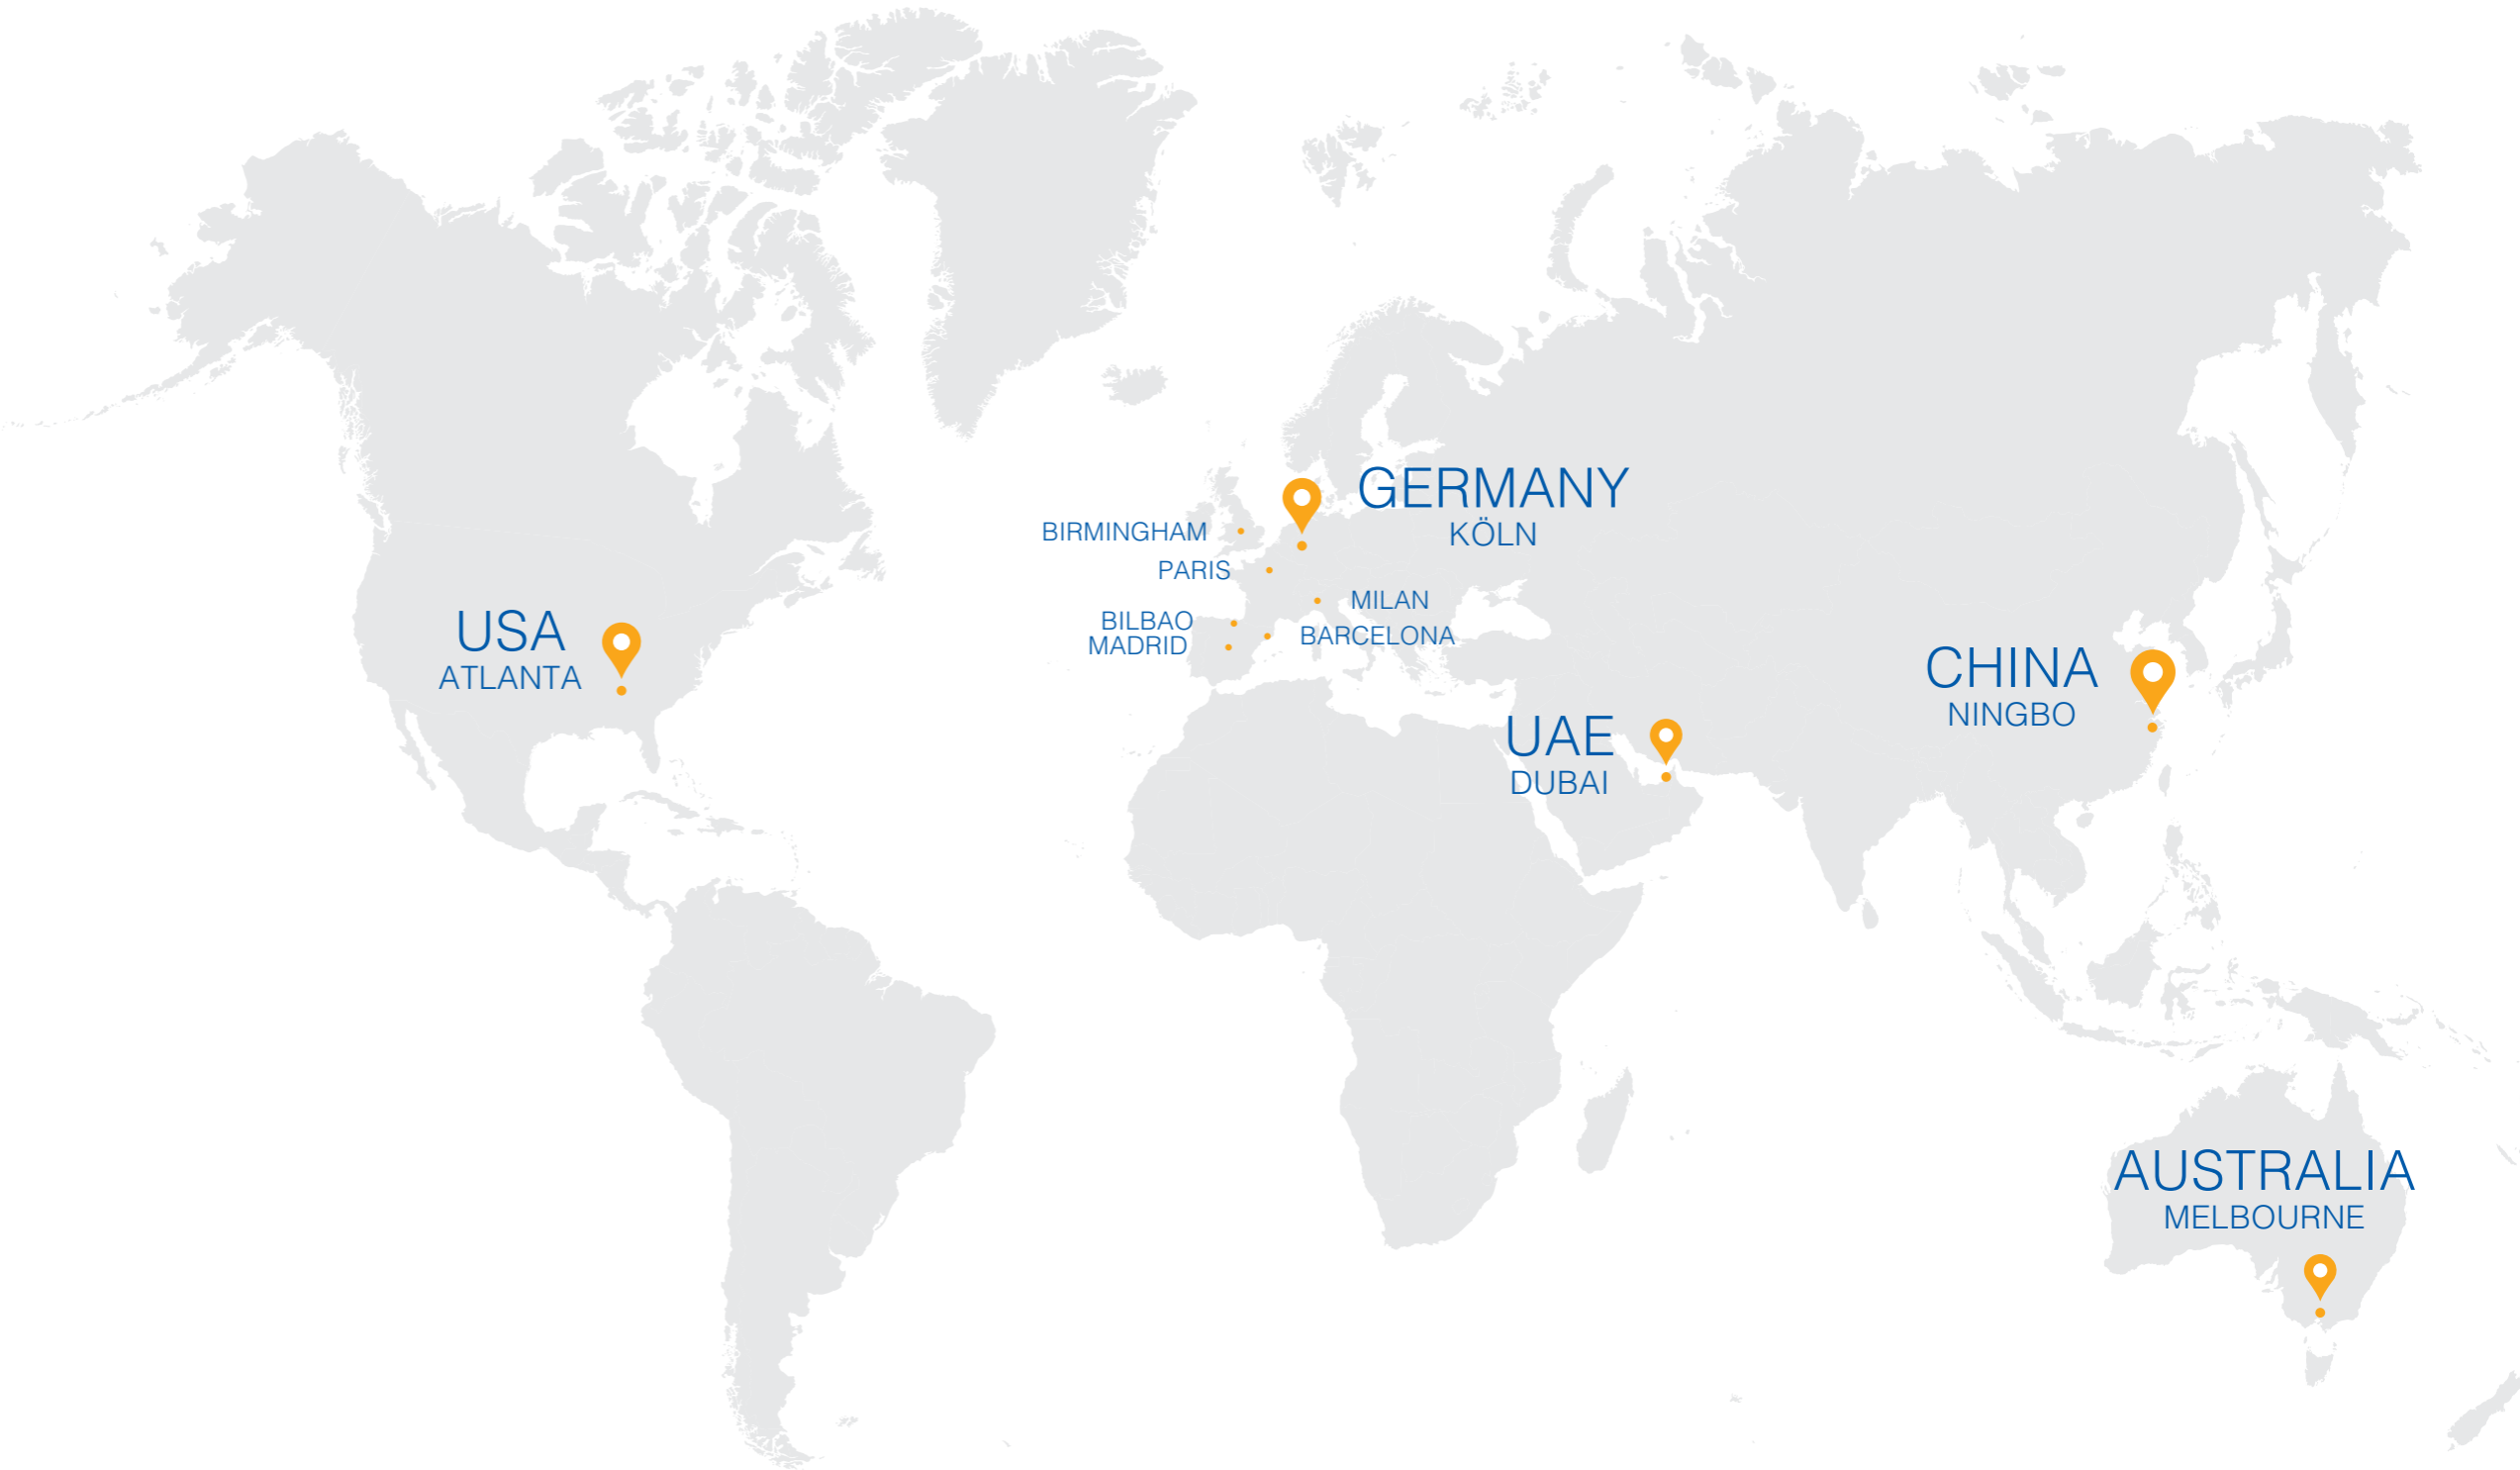 GERMANY
KÖLN
BIRMINGHAM
PARIS
MILAN
BILBAO
BARCELONA
MADRID
USA
ATLANTA
CHINA
NINGBO
UAE
DUBAI
AUSTRALIA
MELBOURNE